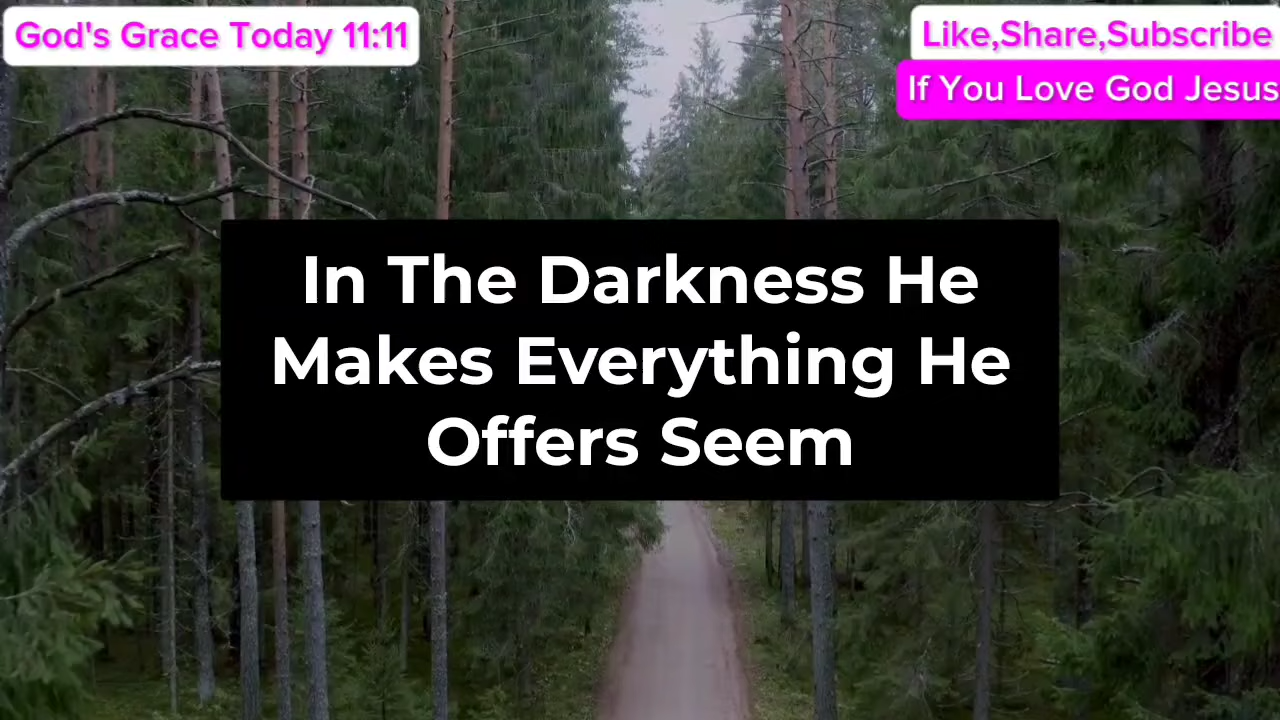 God's Grace Today 11:11
Like,Share,Subscribe
If You Love God Jesus
In The Darkness He
Makes Everything He
Offers Seem